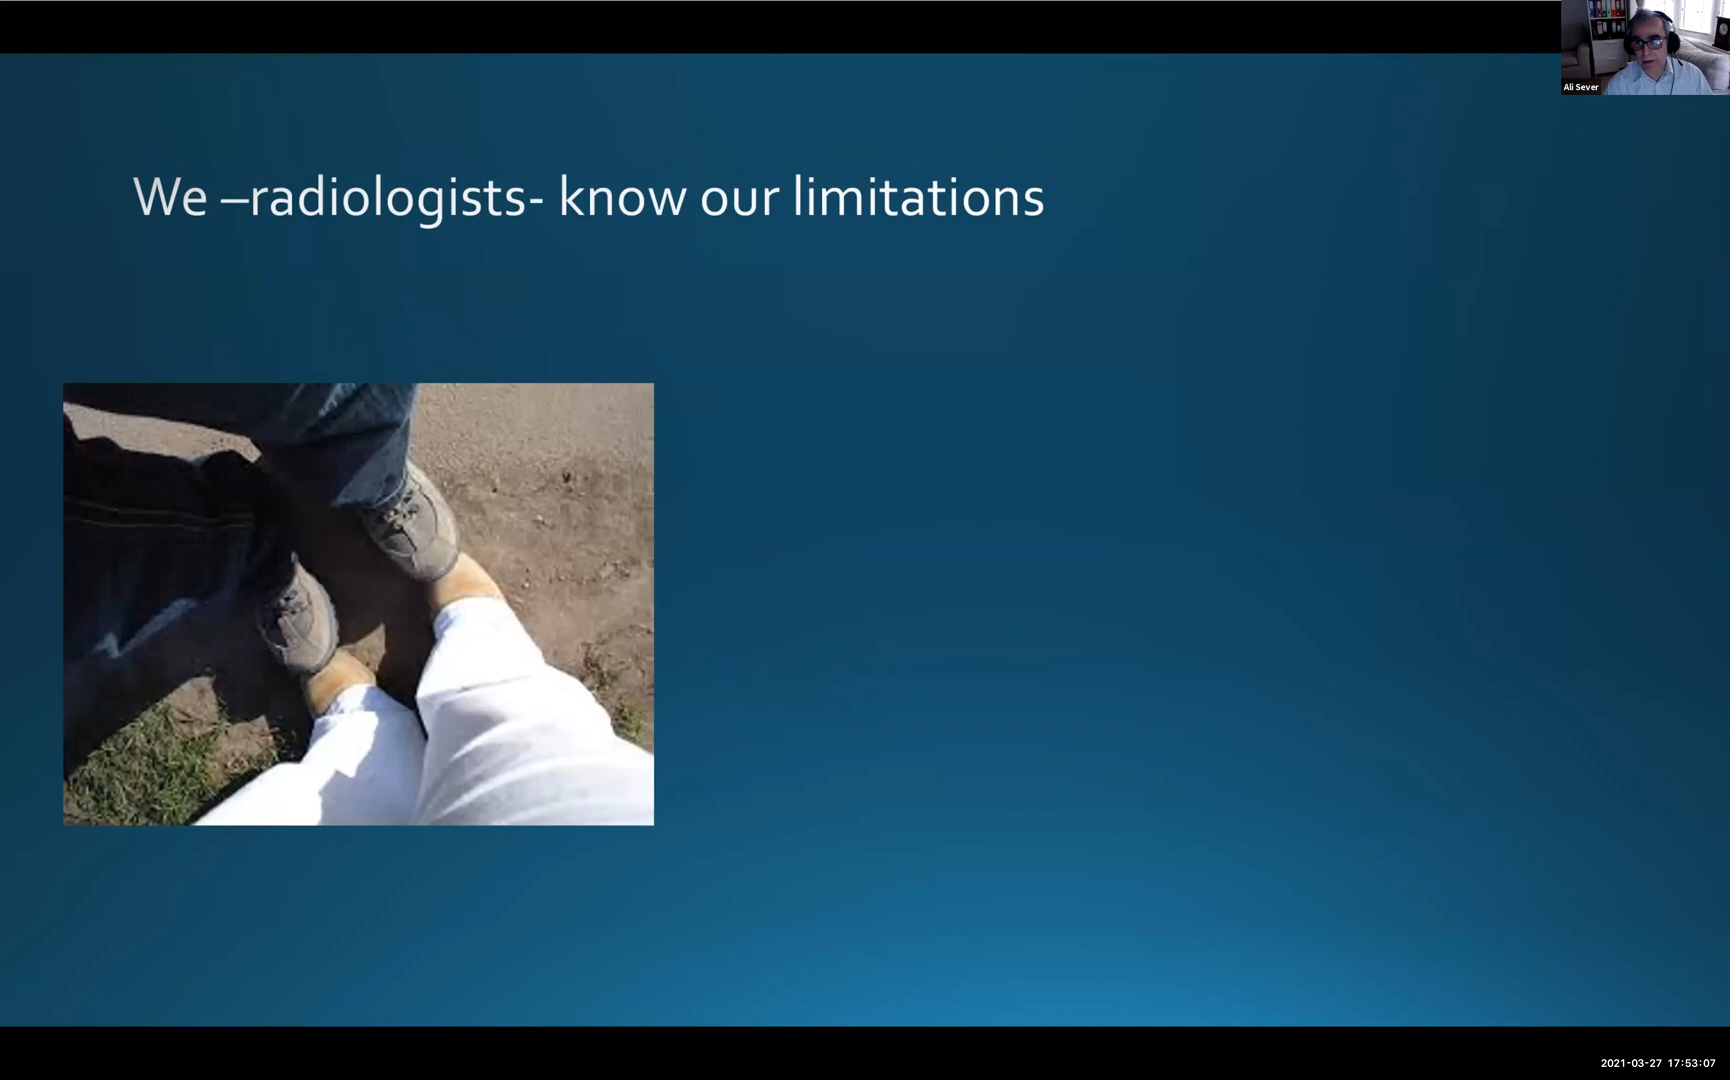 Ali Sever
We –radiologists- know our limitations
2021-03-27 17:53:07